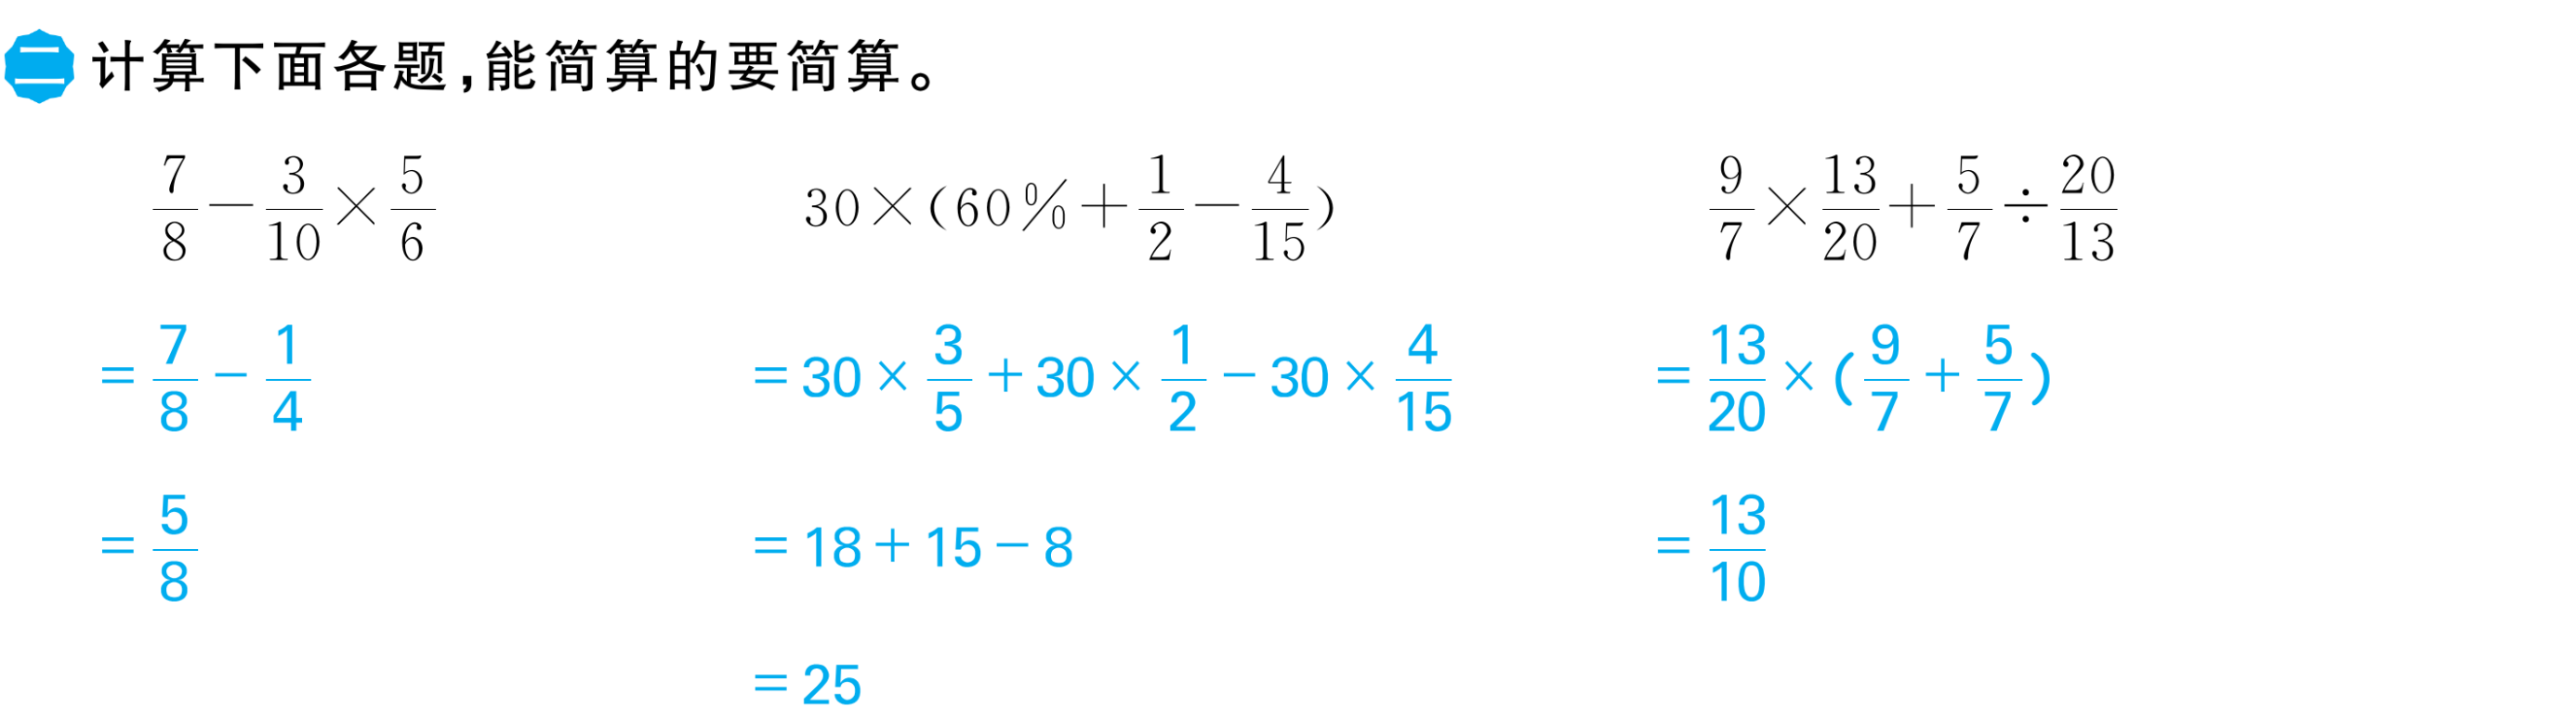 二 计算下面各题,能简算的要简算。
7/8 - 3/10 × 5/6
= 7/8 - 1/4
= 5/8
30×(60%+1/2-4/15)
= 30 × 3/5 + 30 × 1/2 - 30 × 4/15
= 18 + 15 - 8
= 25
9/7 × 13/20 + 5/7 ÷ 20/13
= 13/20 × (9/7 + 5/7)
= 13/10